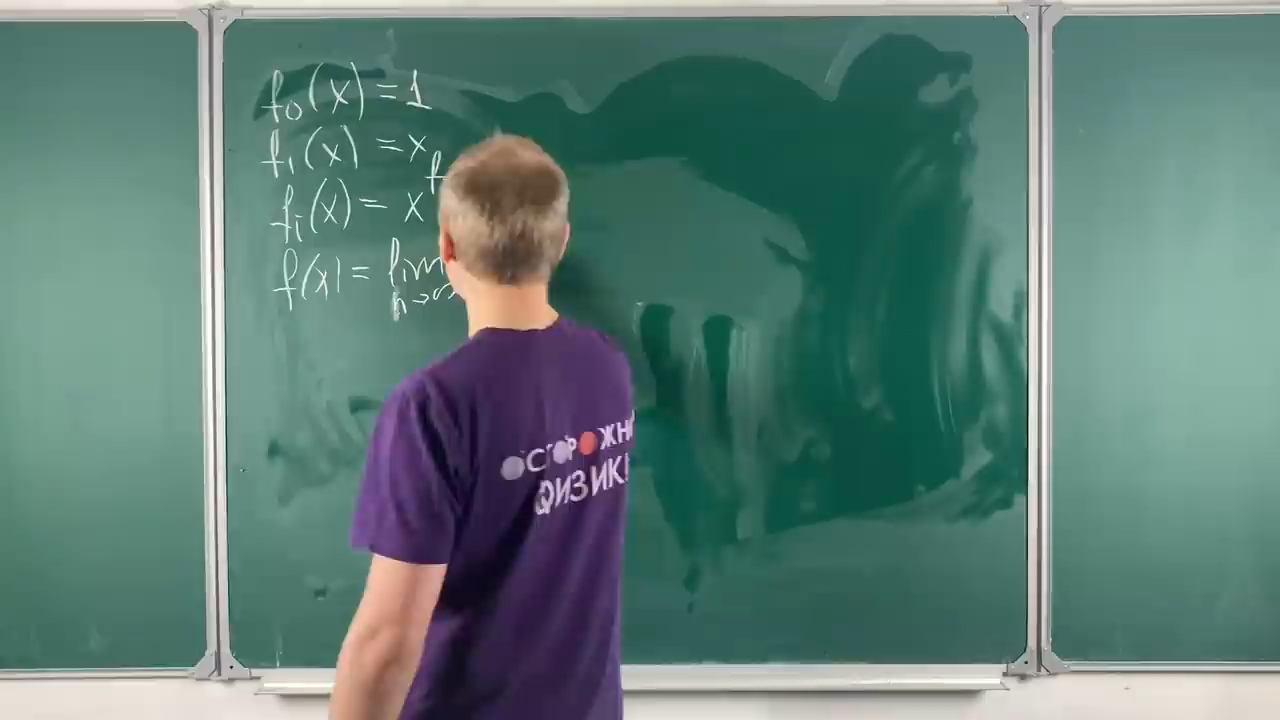 f₀(x) = 1
f₁(x) = x
fᵢ(x) = x^f
f(x) = lim n→∞
ОСТОРОЖН
ФИЗИК